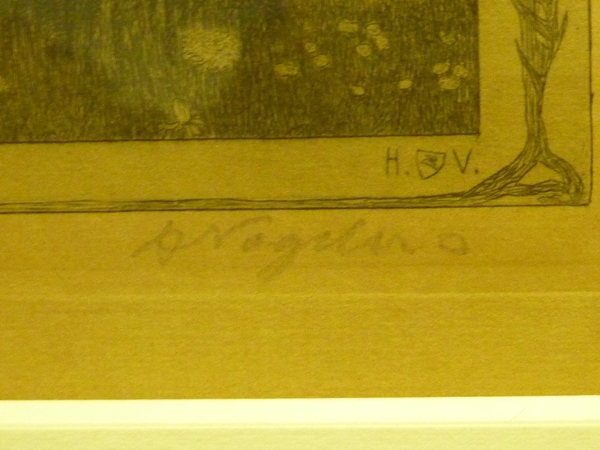 H. V.
H Vogeler